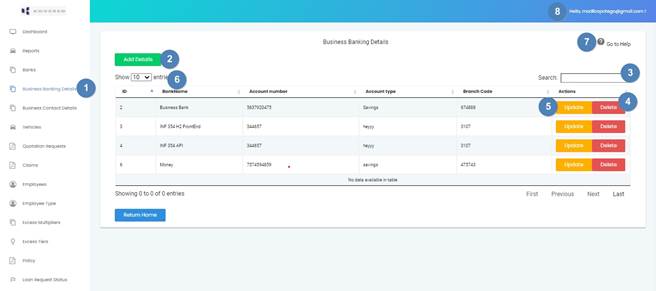 8 Hello, modiboipotego@gmail.com !
Dashboard
Reports
Banks
Business Banking Details 1
Business Contact Details
Vehicles
Quotation Requests
Claims
Employees
Employee Type
Excess Multipliers
Excess Tiers
Policy
Loan Request Status
Business Banking Details
7 ? Go to Help
Add Details 2
Show 10 entries 6
Search: 3
ID BankName Account number Account type Branch Code Actions
2 Business Bank 5637920475 Savings 674888 5 Update Delete 4
3 INF 354 H2 FrontEnd 344657 heyyy 3107 Update Delete
4 INF 354 API 344657 heyyy 3107 Update Delete
6 Money 7574594859 savings 475743 Update Delete
No data available in table
Showing 0 to 0 of 0 entries
First Previous Next Last
Return Home